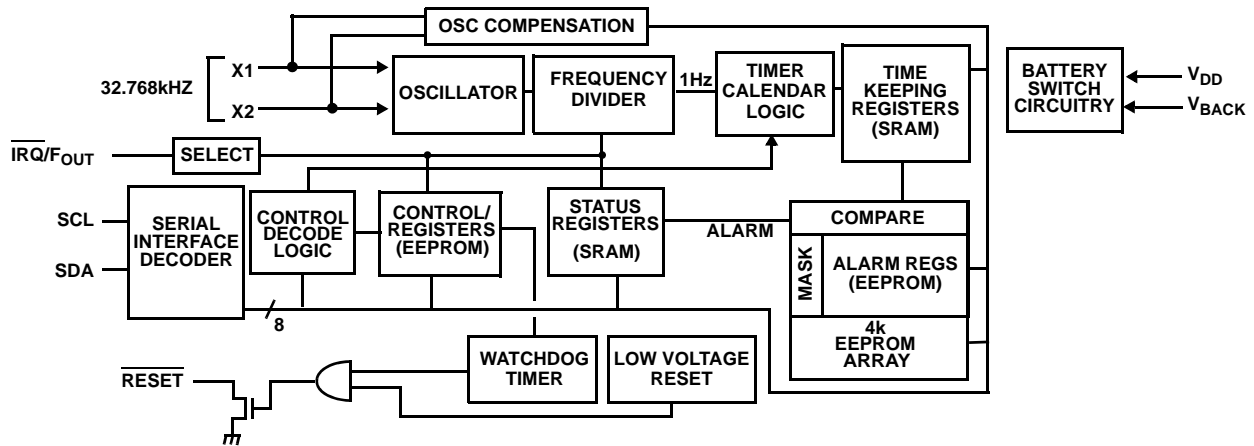 OSC COMPENSATION
32.768kHZ
X1
X2
OSCILLATOR
FREQUENCY
DIVIDER
1Hz
TIMER
CALENDAR
LOGIC
TIME
KEEPING
REGISTERS
(SRAM)
BATTERY
SWITCH
CIRCUITRY
VDD
VBACK
IRQ/FOUT
SELECT
SCL
SDA
SERIAL
INTERFACE
DECODER
CONTROL
DECODE
LOGIC
CONTROL/
REGISTERS
(EEPROM)
STATUS
REGISTERS
(SRAM)
ALARM
COMPARE
MASK
ALARM REGS
(EEPROM)
4k
EEPROM
ARRAY
8
WATCHDOG
TIMER
LOW VOLTAGE
RESET
RESET